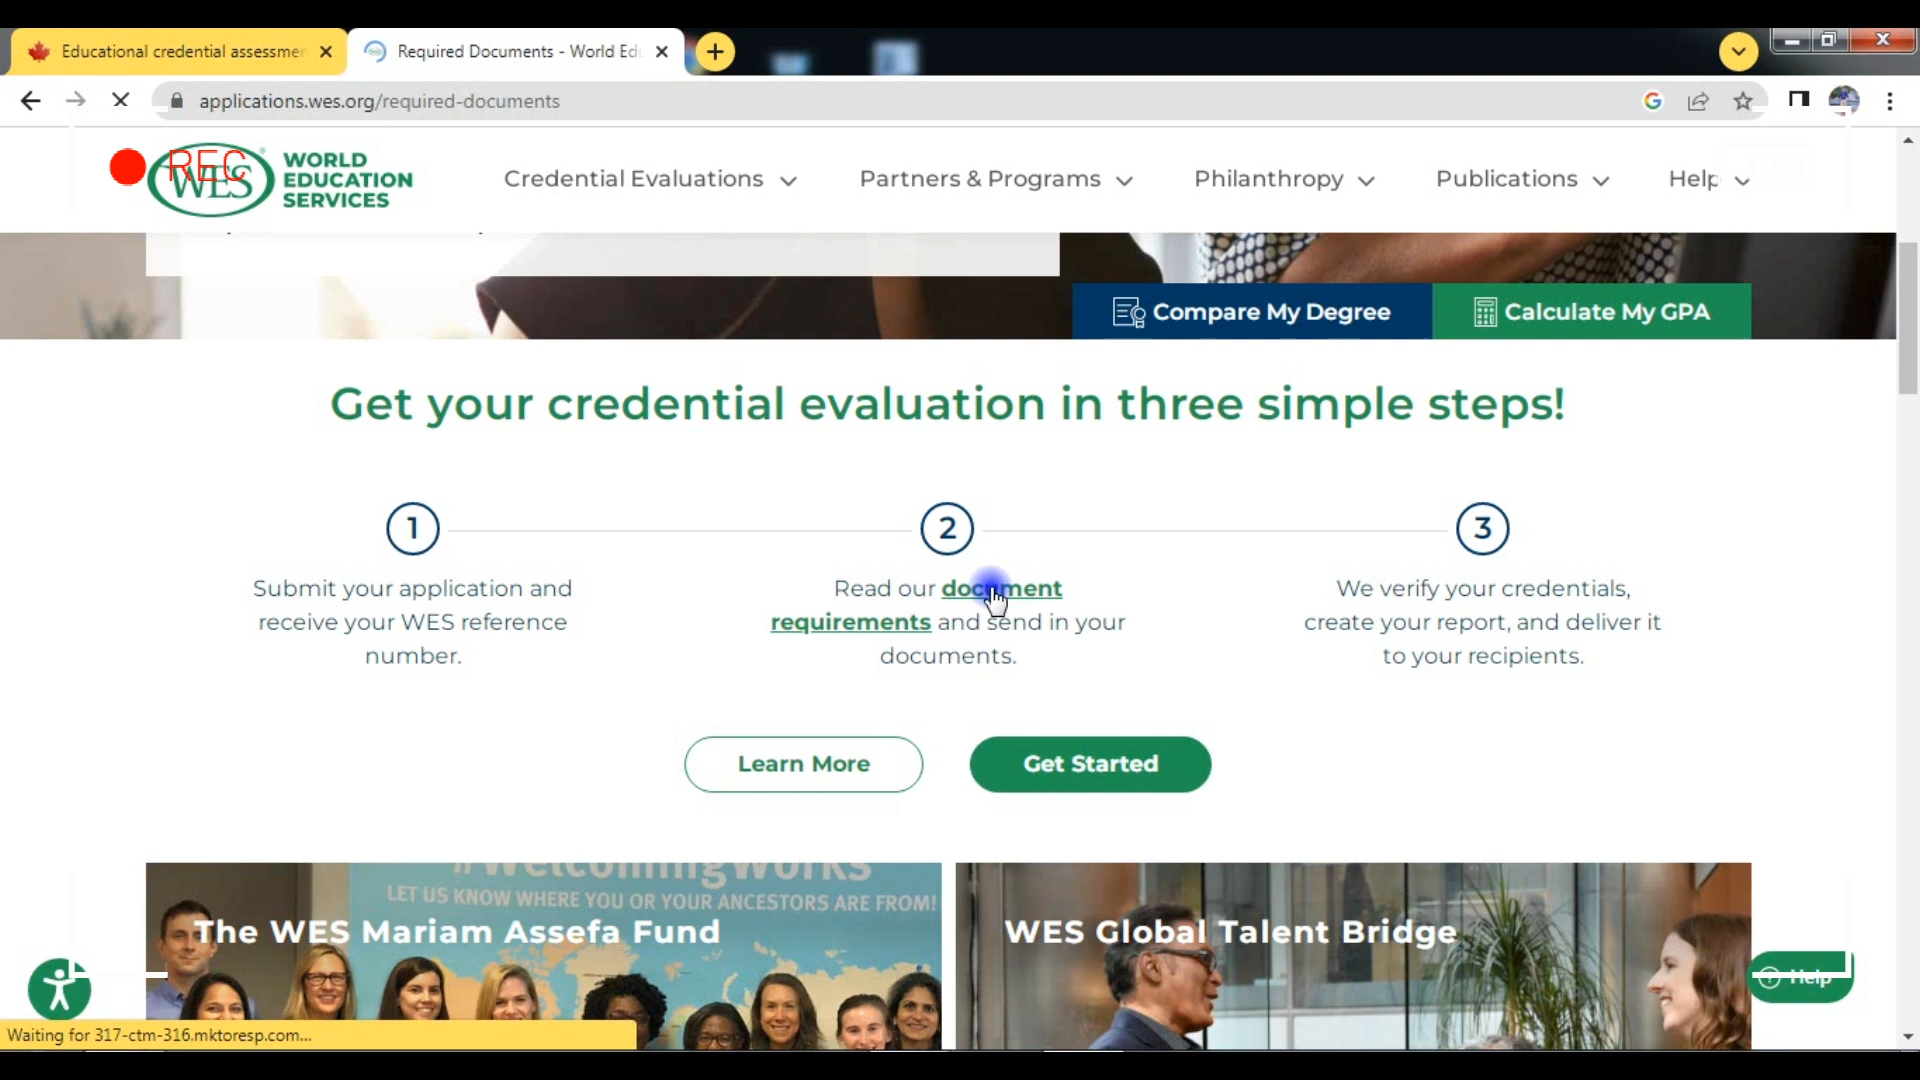 Educational credential assessmen
Required Documents - World Edu
applications.wes.org/required-documents
REC
WES
WORLD
EDUCATION
SERVICES
Credential Evaluations
Partners & Programs
Philanthropy
Publications
Help
Compare My Degree
Calculate My GPA
Get your credential evaluation in three simple steps!
1
2
3
Submit your application and
receive your WES reference
number.
Read our document
requirements and send in your
documents.
We verify your credentials,
create your report, and deliver it
to your recipients.
Learn More
Get Started
#WelcomingWorks
LET US KNOW WHERE YOU OR YOUR ANCESTORS ARE FROM!
The WES Mariam Assefa Fund
WES Global Talent Bridge
Help
Waiting for 317-ctm-316.mktoresp.com...